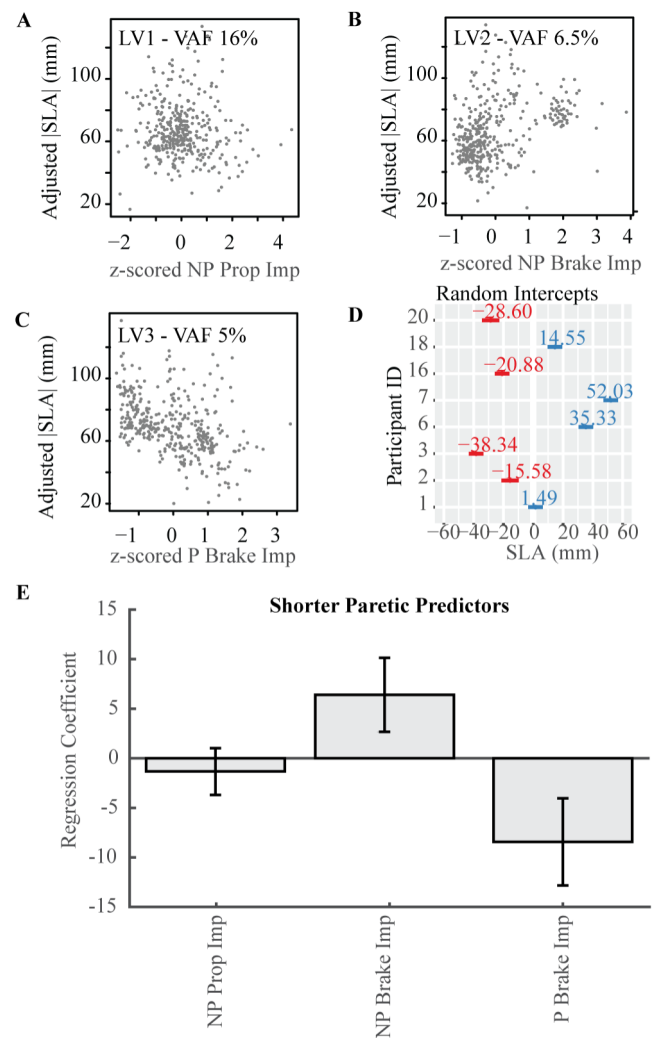 A
LV1 - VAF 16%
Adjusted |SLA| (mm)
100
60
20
−2 0 2 4
z-scored NP Prop Imp
B
LV2 - VAF 6.5%
Adjusted |SLA| (mm)
100
60
20
−1 0 1 2 3 4
z-scored NP Brake Imp
C
LV3 - VAF 5%
Adjusted |SLA| (mm)
100
60
20
−1 0 1 2 3
z-scored P Brake Imp
D
Random Intercepts
Participant ID
20 −28.60
18 14.55
16 −20.88
7 52.03
6 35.33
3 −38.34
2 −15.58
1 1.49
−60−40−20 0 20 40 60
SLA (mm)
E
Shorter Paretic Predictors
Regression Coefficient
15
10
5
0
-5
-10
-15
NP Prop Imp
NP Brake Imp
P Brake Imp